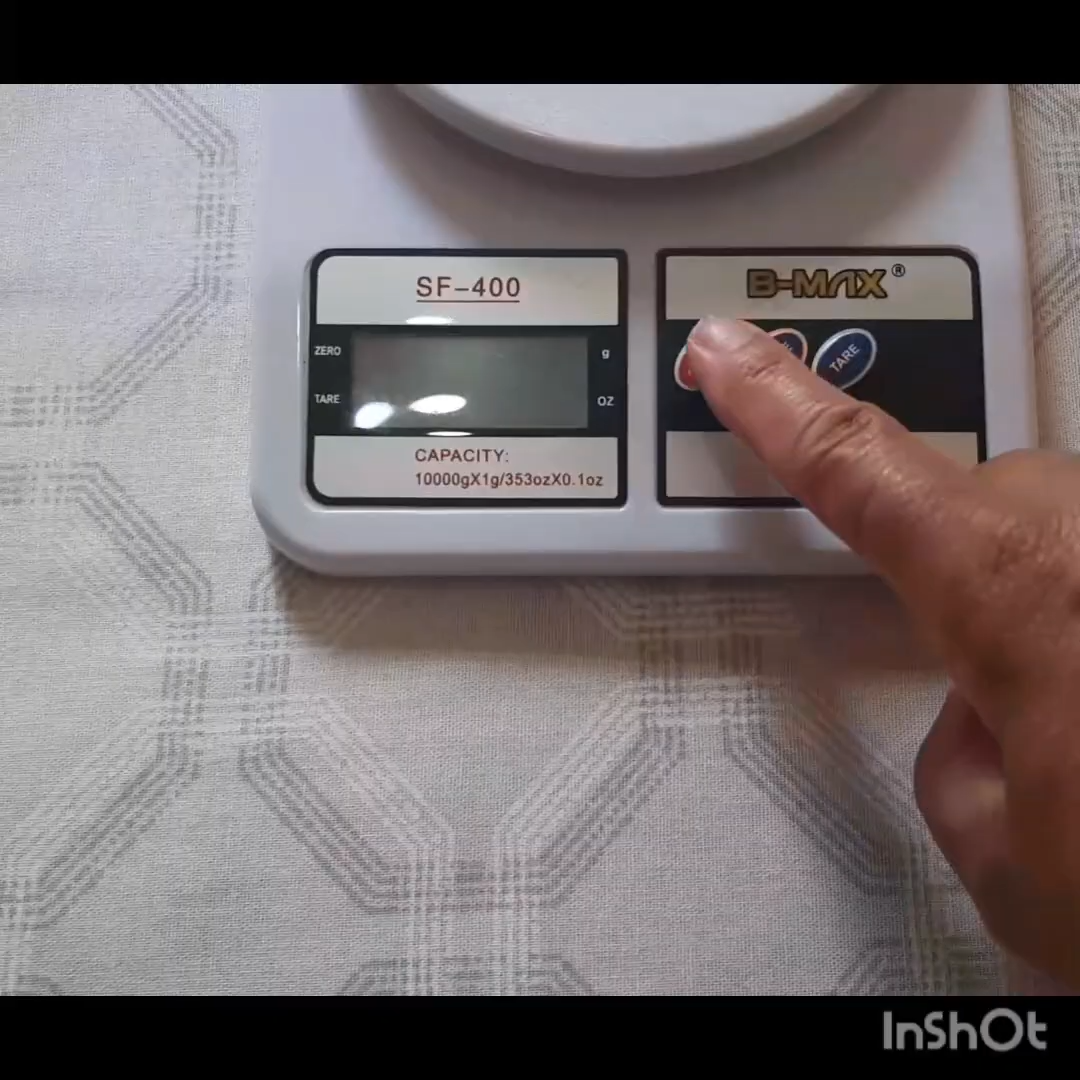 SF-400
B-MAX®
ZERO
g
TARE
TARE
OZ
CAPACITY:
10000gX1g/353ozX0.1oz
InShOt